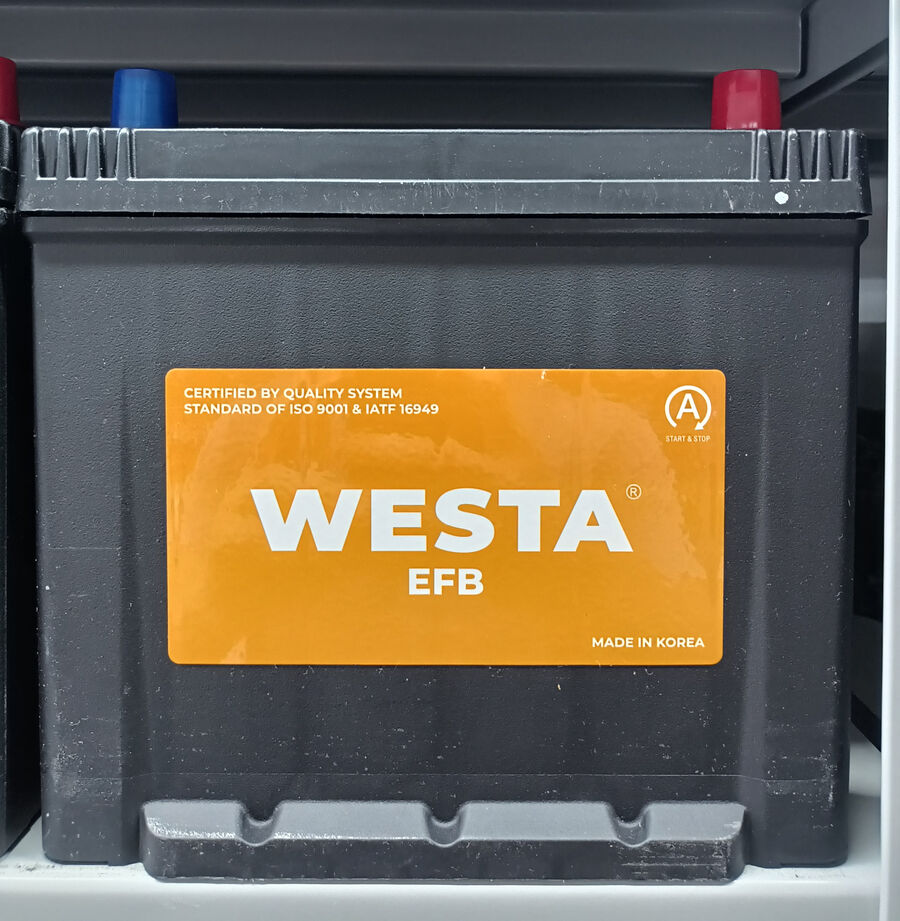 CERTIFIED BY QUALITY SYSTEM
STANDARD OF ISO 9001 & IATF 16949
A
START & STOP
WESTA®
EFB
MADE IN KOREA